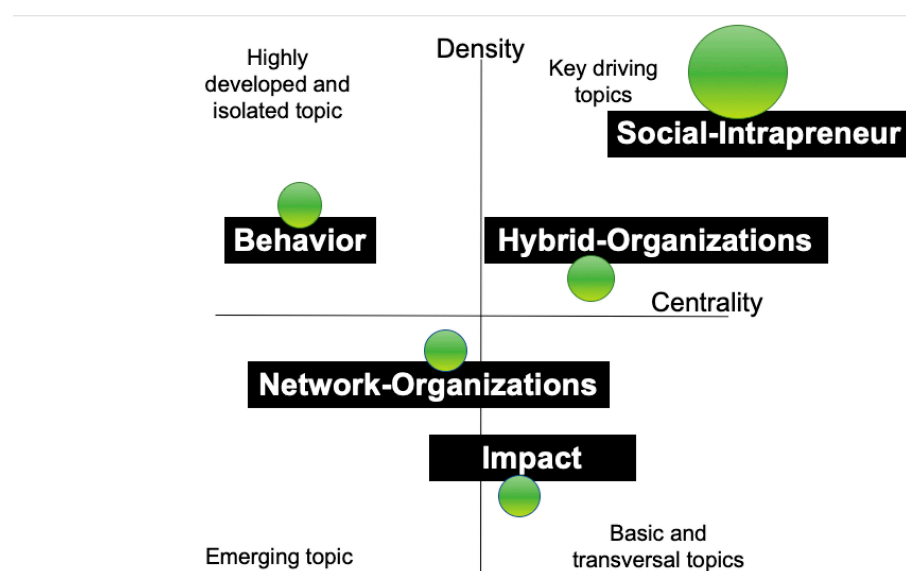 Highly
developed and
isolated topic
Density
Key driving
topics
Social-Intrapreneur
Behavior
Hybrid-Organizations
Centrality
Network-Organizations
Impact
Emerging topic
Basic and
transversal topics